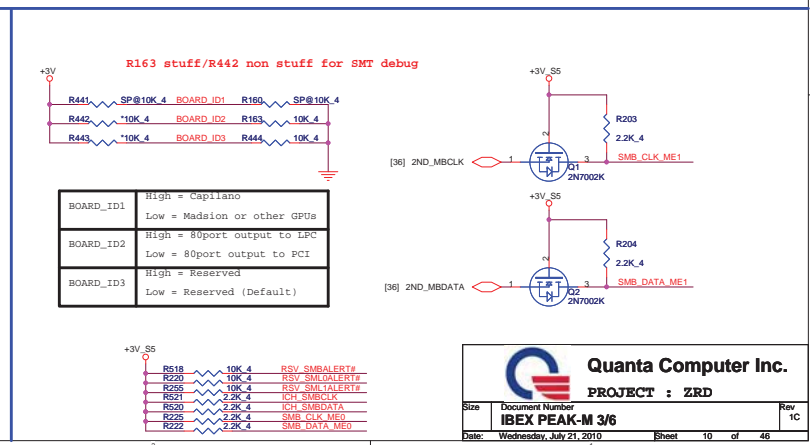 R163 stuff/R442 non stuff for SMT debug
+3V
R441 SP@10K_4 BOARD_ID1 R160 SP@10K_4
R442 *10K_4 BOARD_ID2 R163 10K_4
R443 *10K_4 BOARD_ID3 R444 10K_4
BOARD_ID1
High = Capilano
Low = Madsion or other GPUs
BOARD_ID2
High = 80port output to LPC
Low = 80port output to PCI
BOARD_ID3
High = Reserved
Low = Reserved (Default)
+3V_S5
R203
2.2K_4
2
[36] 2ND_MBCLK 1 3 SMB_CLK_ME1
Q1
2N7002K
+3V_S5
R204
2.2K_4
2
[36] 2ND_MBDATA 1 3 SMB_DATA_ME1
Q2
2N7002K
+3V_S5
R518 10K_4 RSV_SMBALERT#
R220 10K_4 RSV_SML0ALERT#
R255 10K_4 RSV_SML1ALERT#
R521 2.2K_4 ICH_SMBCLK
R520 2.2K_4 ICH_SMBDATA
R225 2.2K_4 SMB_CLK_ME0
R222 2.2K_4 SMB_DATA_ME0
Quanta Computer Inc.
PROJECT : ZRD
Size Document Number Rev
IBEX PEAK-M 3/6 1C
Date: Wednesday, July 21, 2010 Sheet 10 of 46